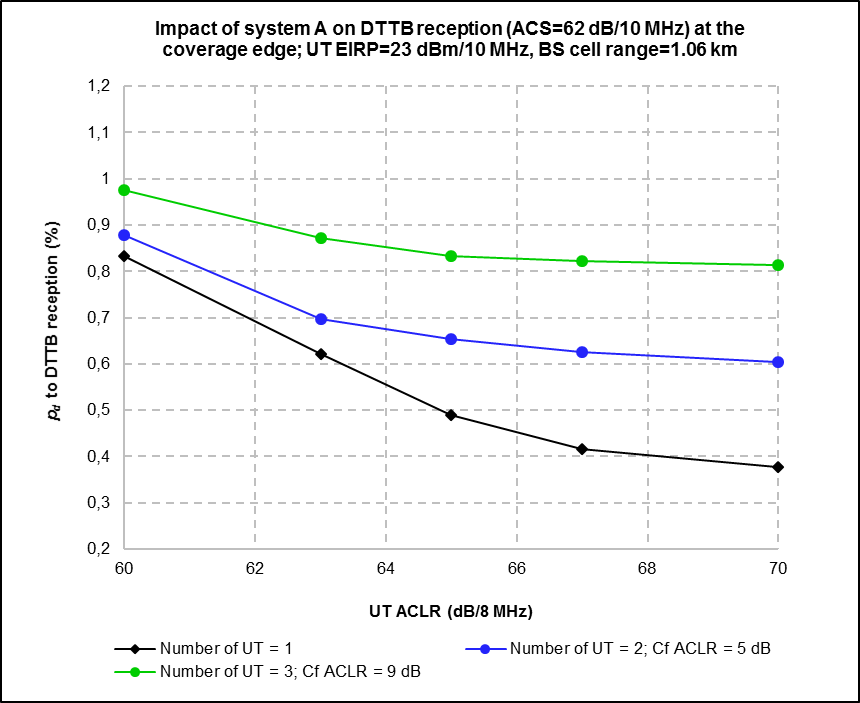 Impact of system A on DTTB reception (ACS=62 dB/10 MHz) at the
coverage edge; UT EIRP=23 dBm/10 MHz, BS cell range=1.06 km
1,2
1,1
1
0,9
0,8
0,7
0,6
0,5
0,4
0,3
0,2
pd to DTTB reception (%)
60 62 64 66 68 70
UT ACLR (dB/8 MHz)
Number of UT = 1
Number of UT = 2; Cf ACLR = 5 dB
Number of UT = 3; Cf ACLR = 9 dB